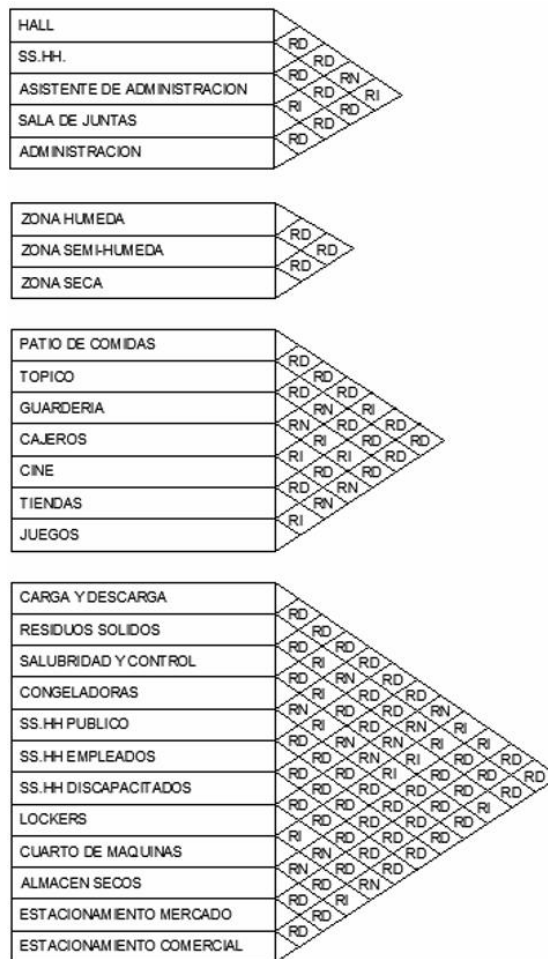 HALL
RD
SS.HH. RD
RD RN
ASISTENTE DE ADMINISTRACION RD RI
RI RD
SALA DE JUNTAS RD
RD
ADMINISTRACION
ZONA HUMEDA
RD
ZONA SEMI-HUMEDA RD
RD
ZONA SECA
PATIO DE COMIDAS
RD
TOPICO RD
RD RD
GUARDERIA RN RI
RN RD RD
CAJEROS RI RD RD
RI RI RD
CINE RD RD
RD RN
TIENDAS RN
RI
JUEGOS
CARGA Y DESCARGA
RD
RESIDUOS SOLIDOS RD
RD RD
SALUBRIDAD Y CONTROL RI RD
RD RN RD
CONGELADORAS RI RD RD
RN RD RD RN
SS.HH PUBLICO RI RD RN RI
RD RN RN RI RI
SS.HH EMPLEADOS RD RN RI RD RD
RD RD RI RD RD RD
SS.HH DISCAPACITADOS RD RD RD RD RD
RD RD RD RD RI
LOCKERS RD RD RD RD
RI RD RD RD
CUARTO DE MAQUINAS RN RD RD
RN RD RD
ALMACEN SECOS RD RN
RD RI
ESTACIONAMIENTO MERCADO RD
RD
ESTACIONAMIENTO COMERCIAL